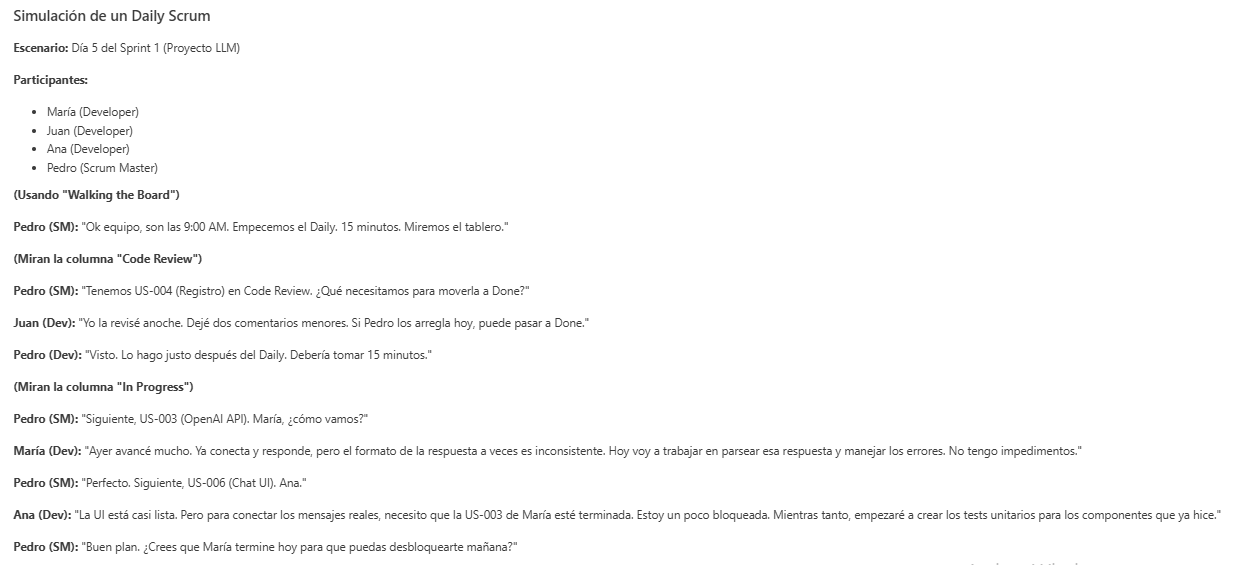 Simulación de un Daily Scrum
Escenario: Día 5 del Sprint 1 (Proyecto LLM)
Participantes:
• María (Developer)
• Juan (Developer)
• Ana (Developer)
• Pedro (Scrum Master)
(Usando "Walking the Board")
Pedro (SM): "Ok equipo, son las 9:00 AM. Empecemos el Daily. 15 minutos. Miremos el tablero."
(Miran la columna "Code Review")
Pedro (SM): "Tenemos US-004 (Registro) en Code Review. ¿Qué necesitamos para moverla a Done?"
Juan (Dev): "Yo la revisé anoche. Dejé dos comentarios menores. Si Pedro los arregla hoy, puede pasar a Done."
Pedro (Dev): "Visto. Lo hago justo después del Daily. Debería tomar 15 minutos."
(Miran la columna "In Progress")
Pedro (SM): "Siguiente, US-003 (OpenAI API). María, ¿cómo vamos?"
María (Dev): "Ayer avancé mucho. Ya conecta y responde, pero el formato de la respuesta a veces es inconsistente. Hoy voy a trabajar en parsear esa respuesta y manejar los errores. No tengo impedimentos."
Pedro (SM): "Perfecto. Siguiente, US-006 (Chat UI). Ana."
Ana (Dev): "La UI está casi lista. Pero para conectar los mensajes reales, necesito que la US-003 de María esté terminada. Estoy un poco bloqueada. Mientras tanto, empezaré a crear los tests unitarios para los componentes que ya hice."
Pedro (SM): "Buen plan. ¿Crees que María termine hoy para que puedas desbloquearte mañana?"